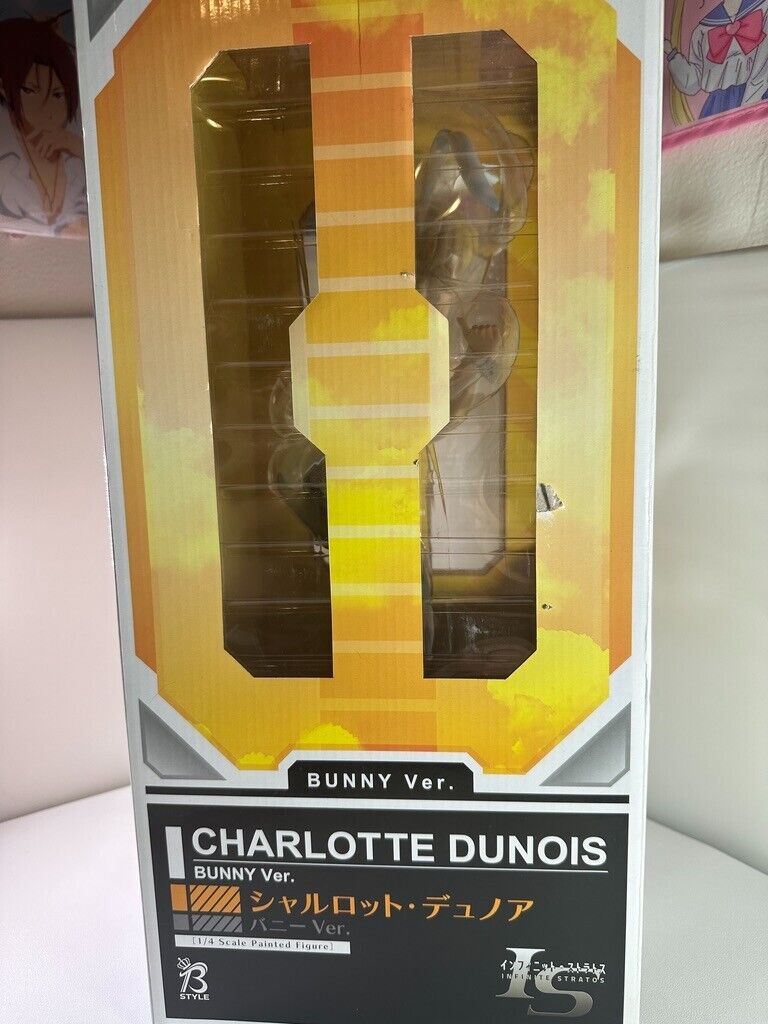 BUNNY Ver.
CHARLOTTE DUNOIS
BUNNY Ver.
シャルロット・デュノア
バニー Ver.
[1/4 Scale Painted Figure]
B
STYLE
インフィニット・ストラトス
INFINITE STRATOS
IS